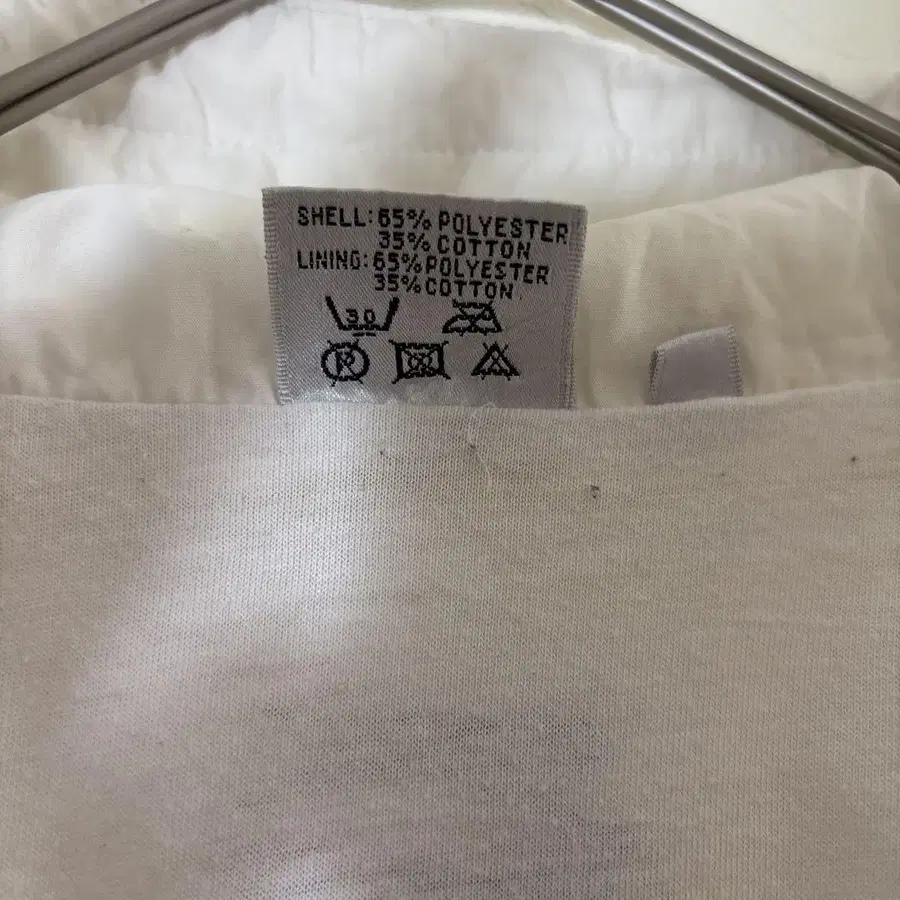 SHELL: 65% POLYESTER
35% COTTON
LINING: 65% POLYESTER
35% COTTON
30
P